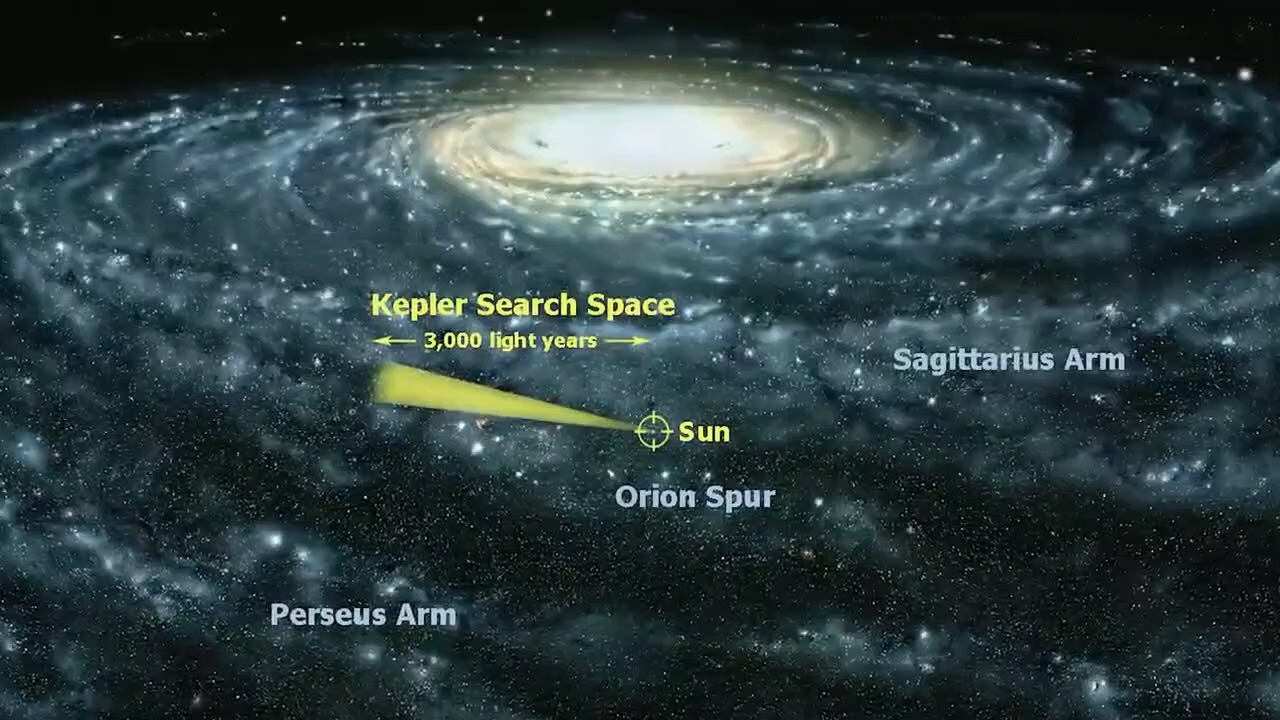 Kepler Search Space
3,000 light years
Sagittarius Arm
Sun
Orion Spur
Perseus Arm